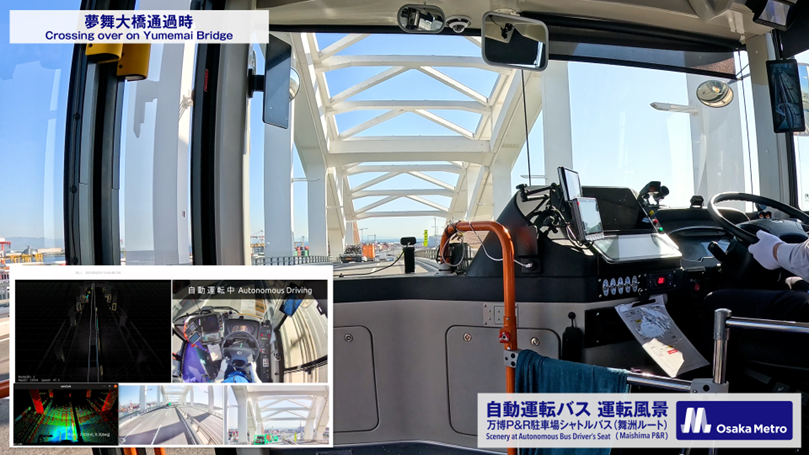 夢舞大橋通過時
Crossing over on Yumemai Bridge
自動運転中 Autonomous Driving
自動運転バス 運転風景
万博P&R駐車場シャトルバス(舞洲ルート)
Scenery at Autonomous Bus Driver's Seat (Maishima P&R)
Osaka Metro